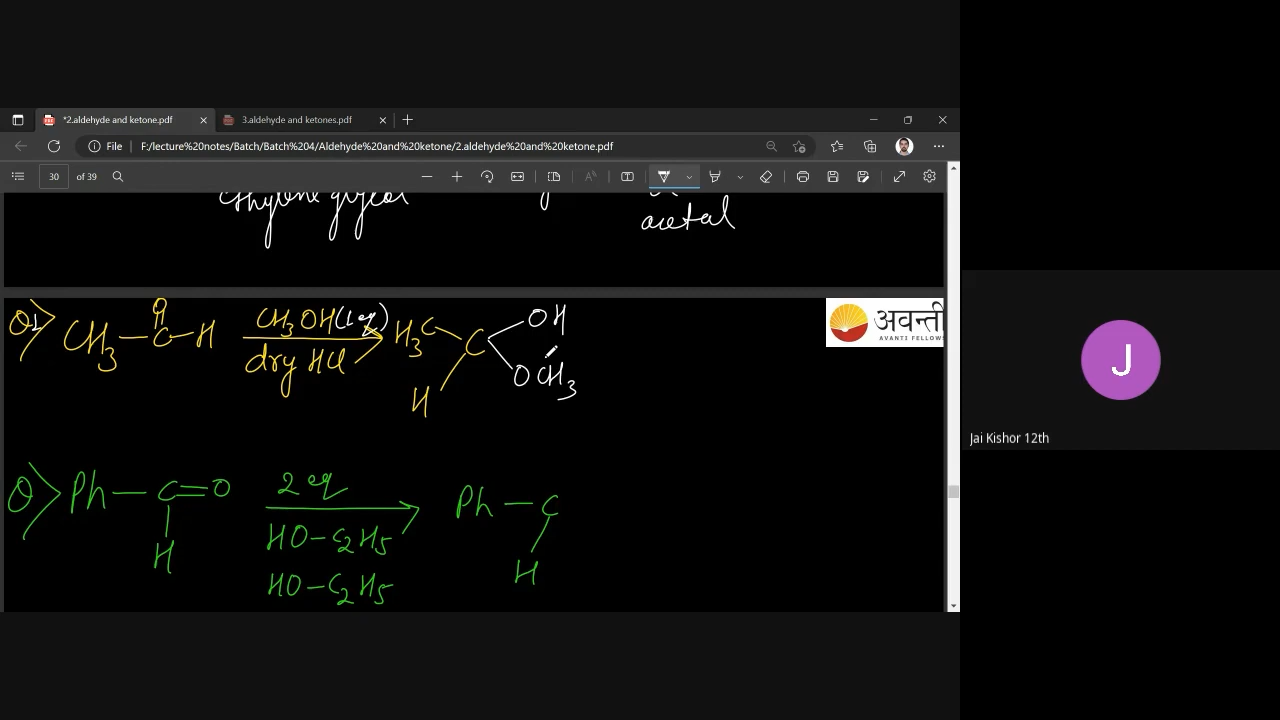 *2.aldehyde and ketone.pdf
3.aldehyde and ketones.pdf
File
F:/lecture%20notes/Batch/Batch%204/Aldehyde%20and%20ketone/2.aldehyde%20and%20ketone.pdf
30 of 39
ethylene glycol
acetal
Q1> CH3-C-H
O
CH3OH(1eq)
dry HCl
H3C C OH
OCH3
H
अवन्ती
AVANTI FELLOWS
Q> Ph-C=O
H
2 eq
HO-C2H5
HO-C2H5
Ph-C
H
J
Jai Kishor 12th